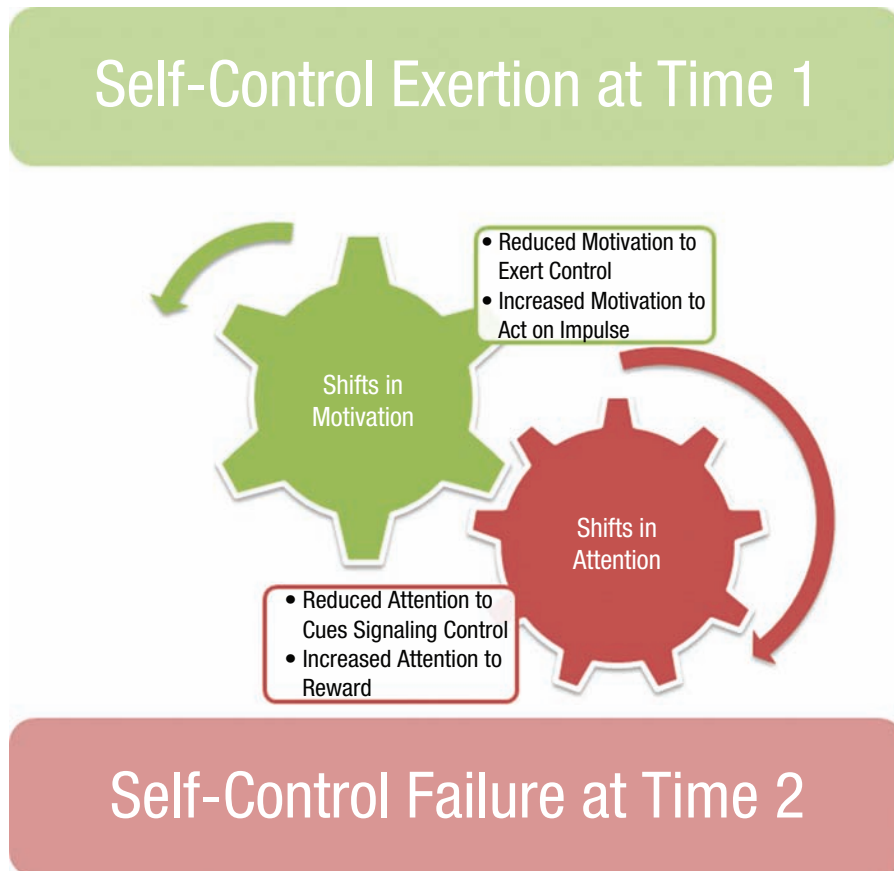 Self-Control Exertion at Time 1
• Reduced Motivation to
Exert Control
• Increased Motivation to
Act on Impulse
Shifts in
Motivation
Shifts in
Attention
• Reduced Attention to
Cues Signaling Control
• Increased Attention to
Reward
Self-Control Failure at Time 2